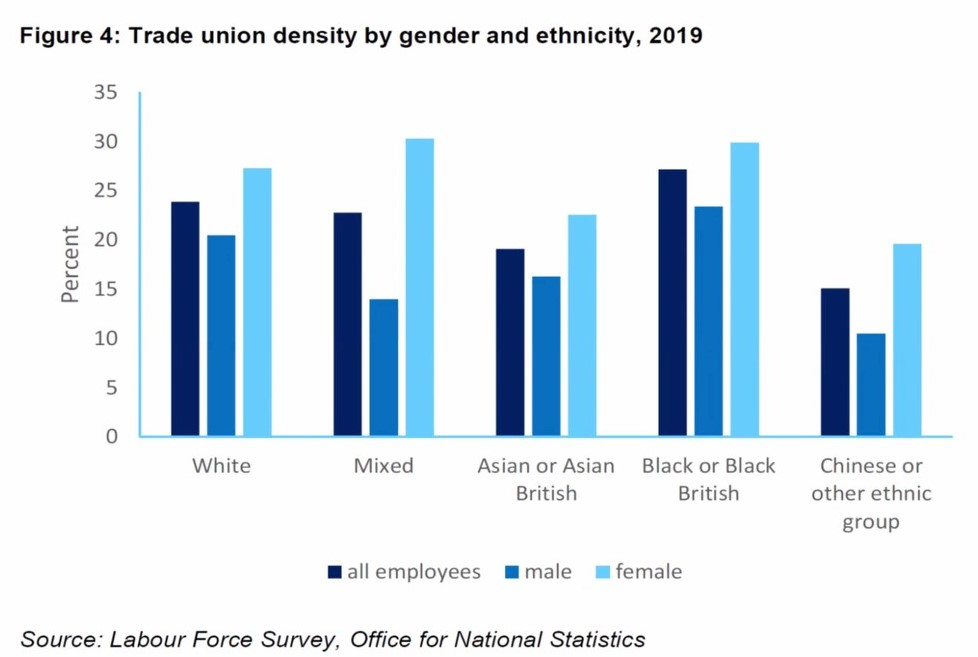 Figure 4: Trade union density by gender and ethnicity, 2019
35
30
25
20
15
10
5
0
Percent
White
Mixed
Asian or Asian
British
Black or Black
British
Chinese or
other ethnic
group
all employees
male
female
Source: Labour Force Survey, Office for National Statistics